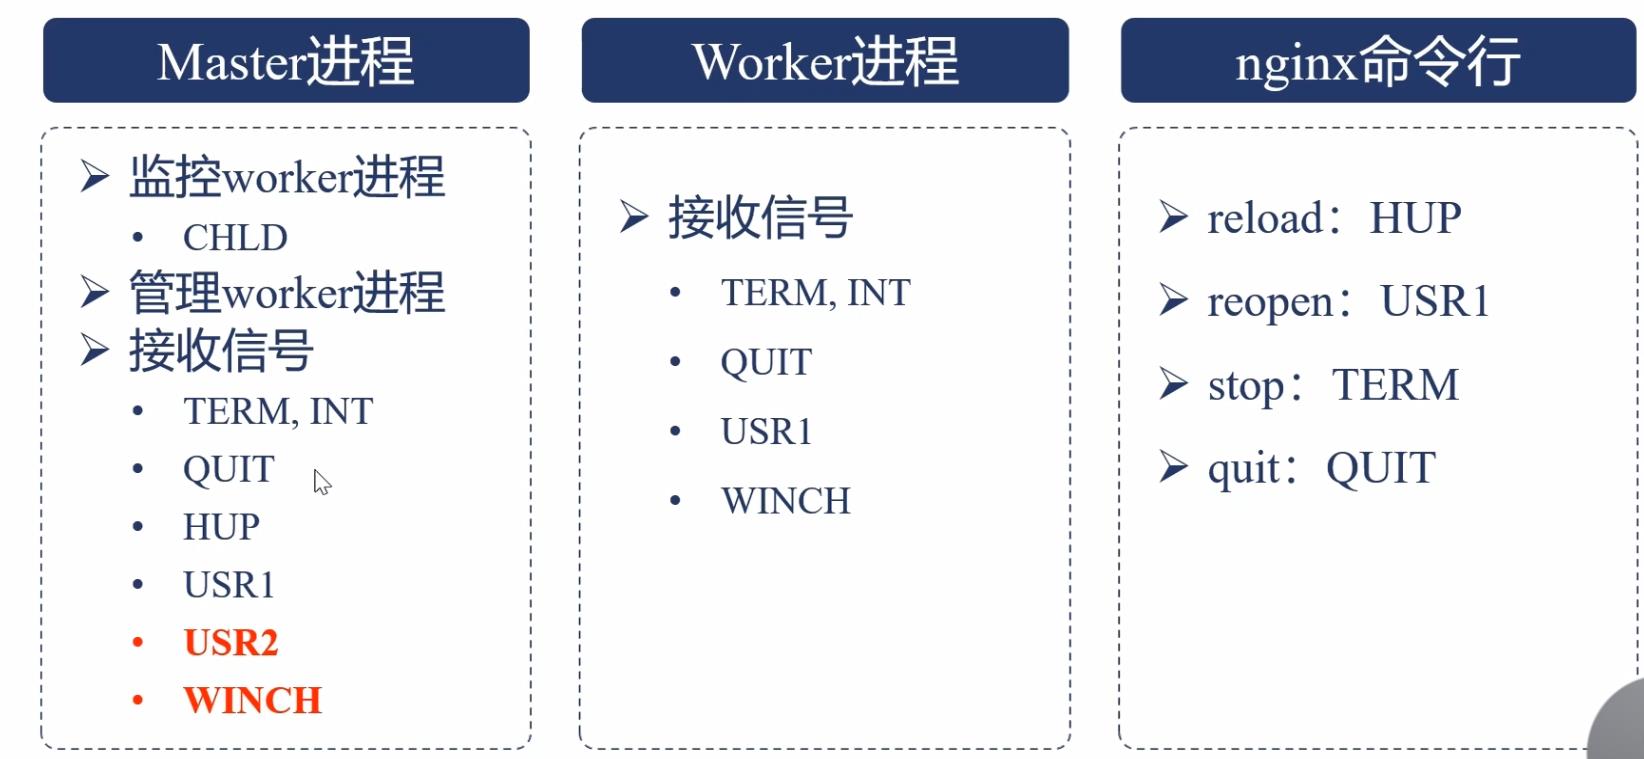 Master进程
监控worker进程
CHLD
管理worker进程
接收信号
TERM, INT
QUIT
HUP
USR1
USR2
WINCH
Worker进程
接收信号
TERM, INT
QUIT
USR1
WINCH
nginx命令行
reload：HUP
reopen：USR1
stop：TERM
quit：QUIT